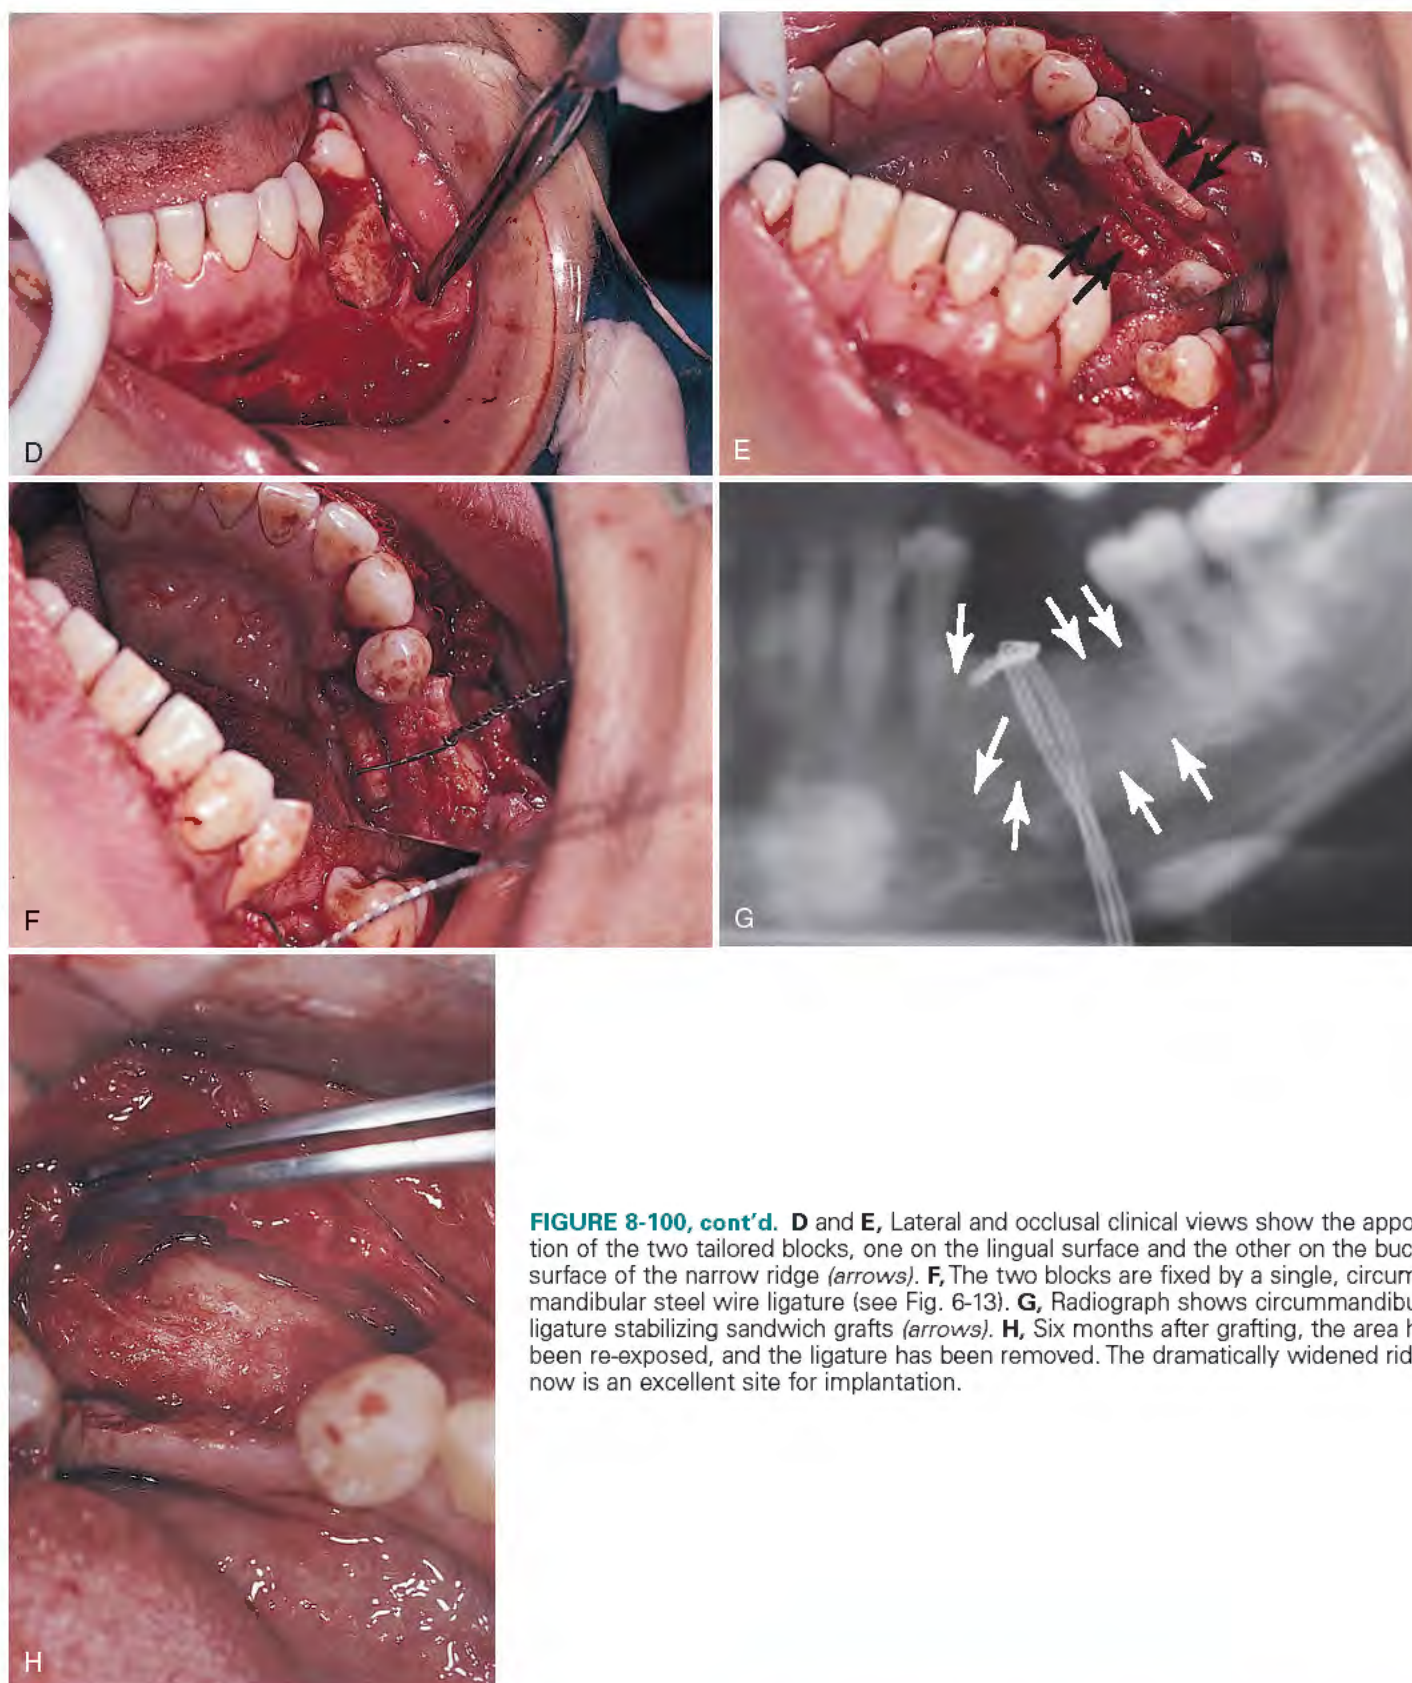 D
E
F
G
H
FIGURE 8-100, cont'd. D and E, Lateral and occlusal clinical views show the appo
tion of the two tailored blocks, one on the lingual surface and the other on the buc
surface of the narrow ridge (arrows). F, The two blocks are fixed by a single, circum
mandibular steel wire ligature (see Fig. 6-13). G, Radiograph shows circummandibu
ligature stabilizing sandwich grafts (arrows). H, Six months after grafting, the area h
been re-exposed, and the ligature has been removed. The dramatically widened rid
now is an excellent site for implantation.